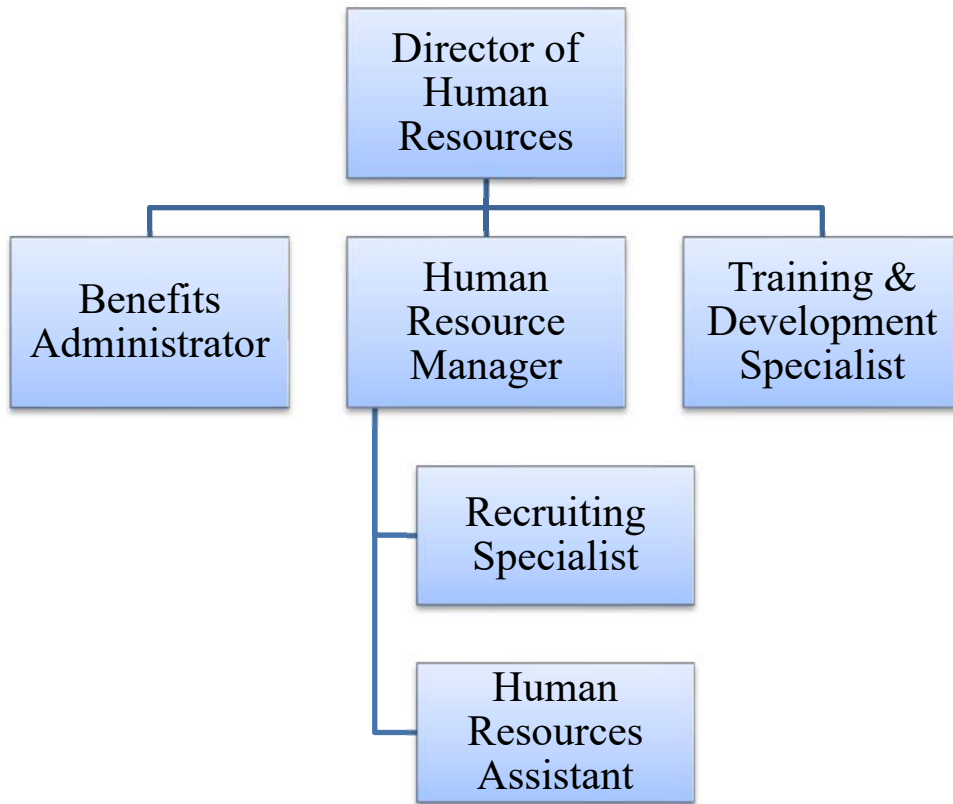 Director of
Human
Resources
Benefits
Administrator
Human
Resource
Manager
Training &
Development
Specialist
Recruiting
Specialist
Human
Resources
Assistant